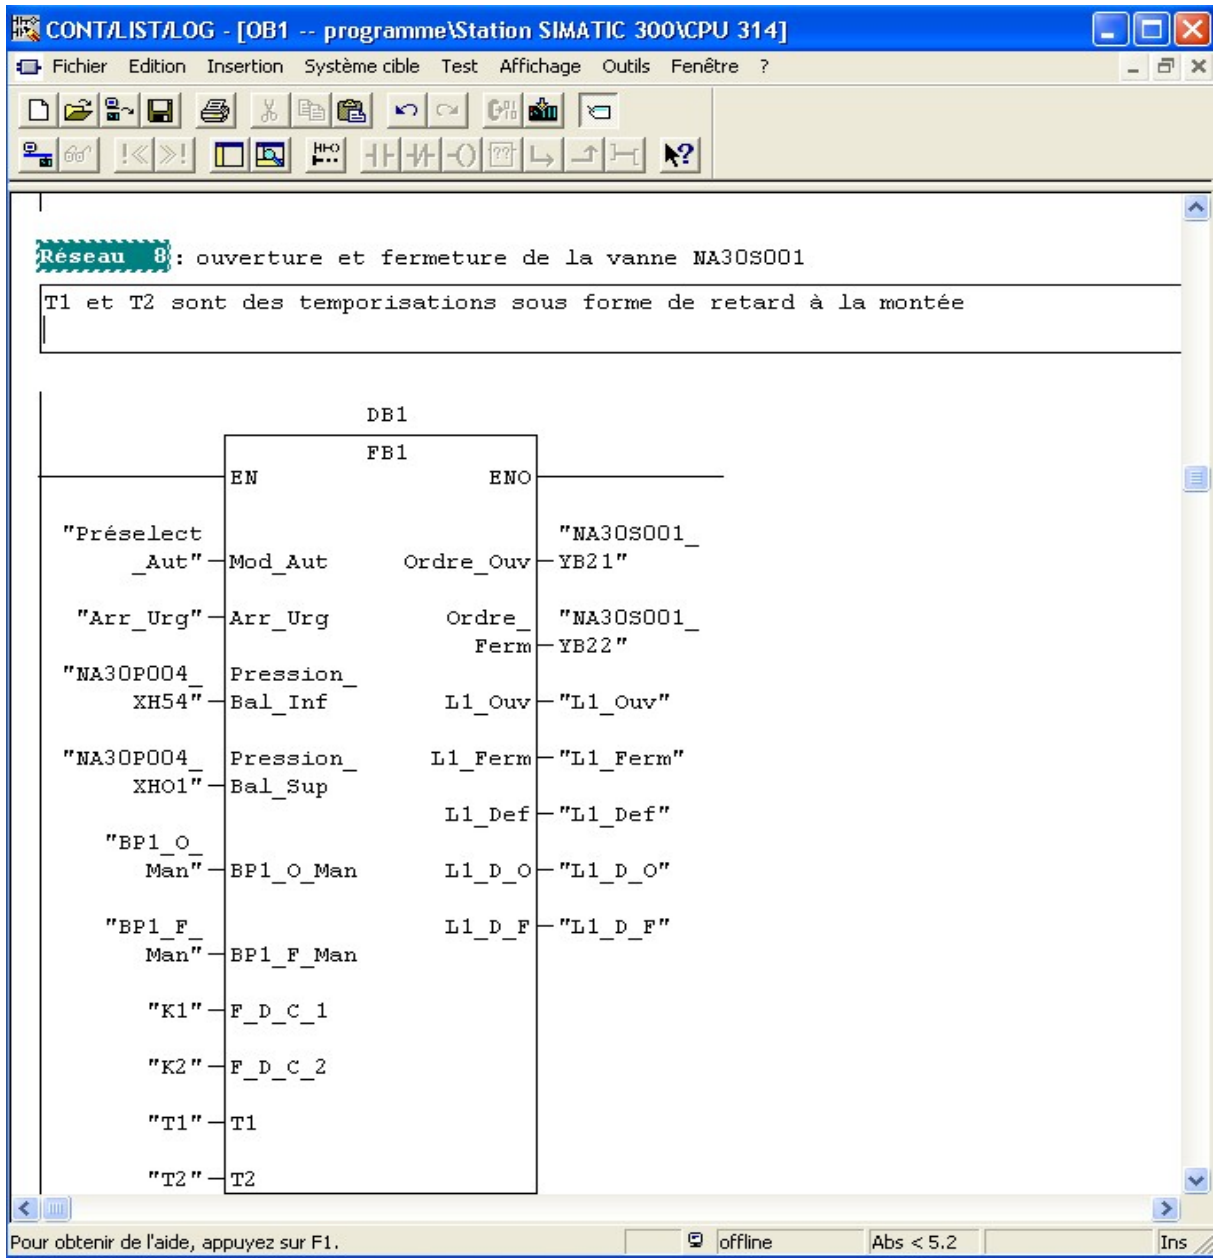 CONT/LIST/LOG - [OB1 -- programme\Station SIMATIC 300\CPU 314]
Fichier Edition Insertion Système cible Test Affichage Outils Fenêtre ?
Réseau 8 : ouverture et fermeture de la vanne NA30S001
T1 et T2 sont des temporisations sous forme de retard à la montée
DB1
FB1
EN ENO
"Préselect "NA30S001_
_Aut" Mod_Aut Ordre_Ouv YB21"
"Arr_Urg" Arr_Urg Ordre_ "NA30S001_
Ferm YB22"
"NA30P004_ Pression_
XH54" Bal_Inf L1_Ouv "L1_Ouv"
"NA30P004_ Pression_ L1_Ferm "L1_Ferm"
XH01" Bal_Sup
L1_Def "L1_Def"
"BP1_O_
Man" BP1_O_Man L1_D_O "L1_D_O"
"BP1_F_ L1_D_F "L1_D_F"
Man" BP1_F_Man
"K1" F_D_C_1
"K2" F_D_C_2
"T1" T1
"T2" T2
Pour obtenir de l'aide, appuyez sur F1. offline Abs < 5.2 Ins